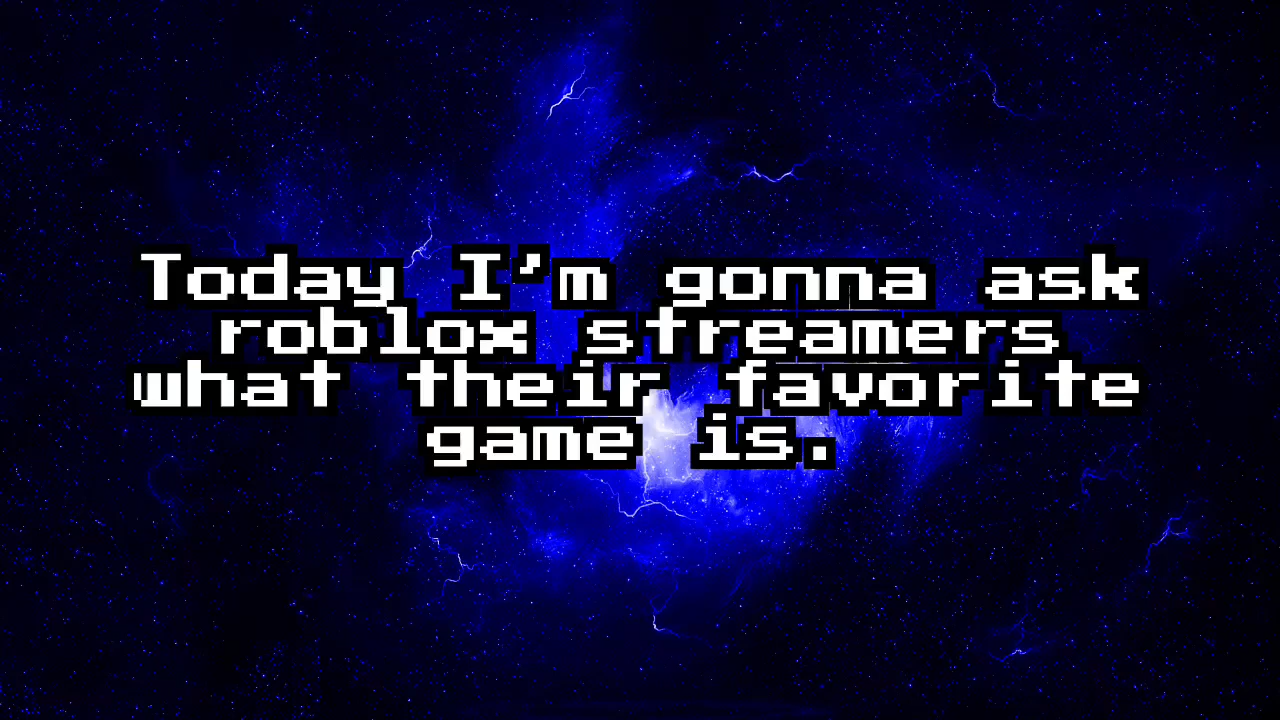 Today I'm gonna ask
roblox streamers
what their favorite
game is.